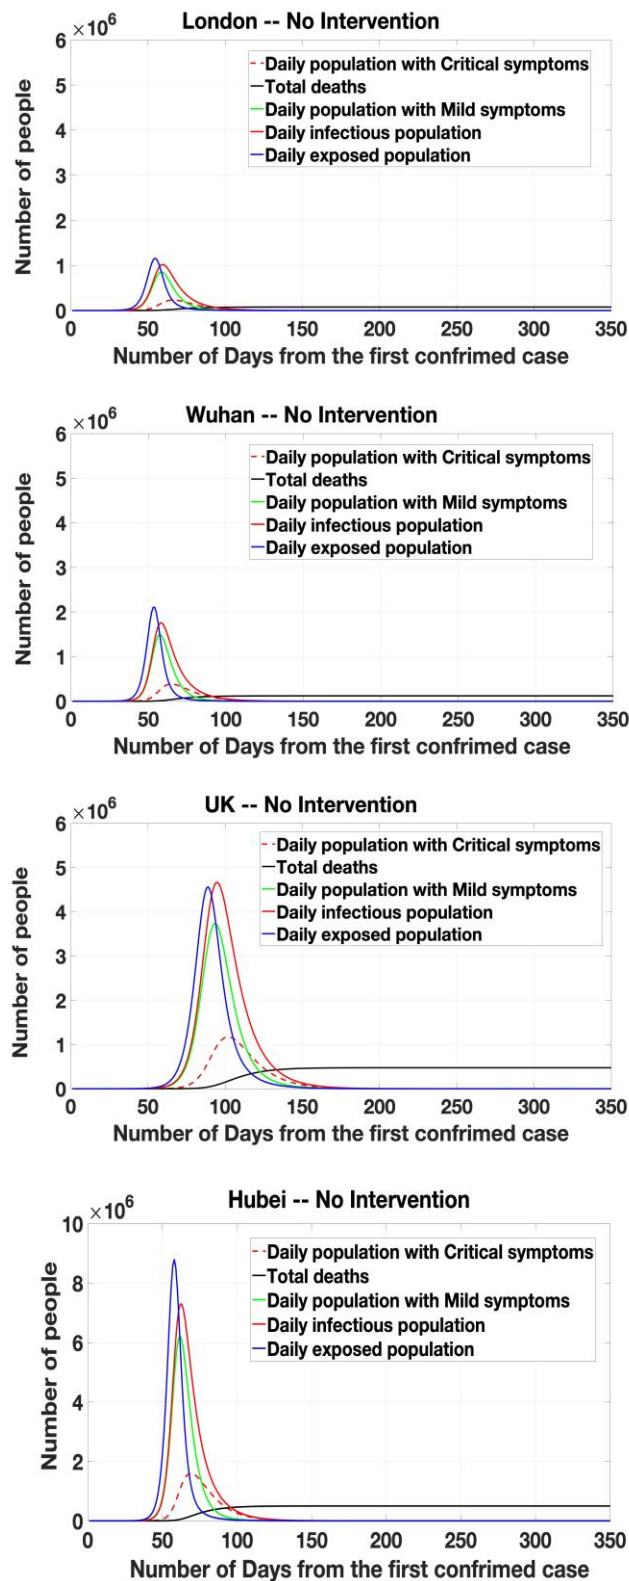 London -- No Intervention
×10⁶
6
5
4
3
2
1
0
Number of people
Daily population with Critical symptoms
Total deaths
Daily population with Mild symptoms
Daily infectious population
Daily exposed population
0 50 100 150 200 250 300 350
Number of Days from the first confrimed case
Wuhan -- No Intervention
×10⁶
6
5
4
3
2
1
0
Number of people
Daily population with Critical symptoms
Total deaths
Daily population with Mild symptoms
Daily infectious population
Daily exposed population
0 50 100 150 200 250 300 350
Number of Days from the first confrimed case
UK -- No Intervention
×10⁶
6
5
4
3
2
1
0
Number of people
Daily population with Critical symptoms
Total deaths
Daily population with Mild symptoms
Daily infectious population
Daily exposed population
0 50 100 150 200 250 300 350
Number of Days from the first confrimed case
Hubei -- No Intervention
×10⁶
10
8
6
4
2
0
Number of people
Daily population with Critical symptoms
Total deaths
Daily population with Mild symptoms
Daily infectious population
Daily exposed population
0 50 100 150 200 250 300 350
Number of Days from the first confrimed case